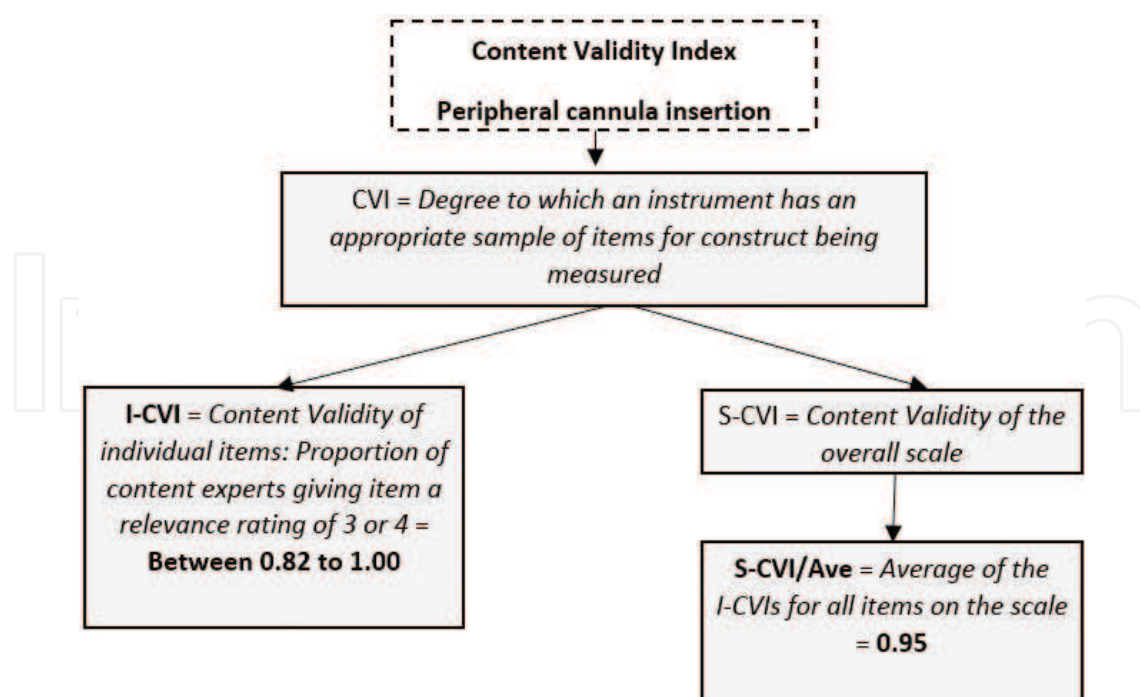 Content Validity Index
Peripheral cannula insertion
CVI = Degree to which an instrument has an
appropriate sample of items for construct being
measured
I-CVI = Content Validity of
individual items: Proportion of
content experts giving item a
relevance rating of 3 or 4 =
Between 0.82 to 1.00
S-CVI = Content Validity of the
overall scale
S-CVI/Ave = Average of the
I-CVIs for all items on the scale
= 0.95